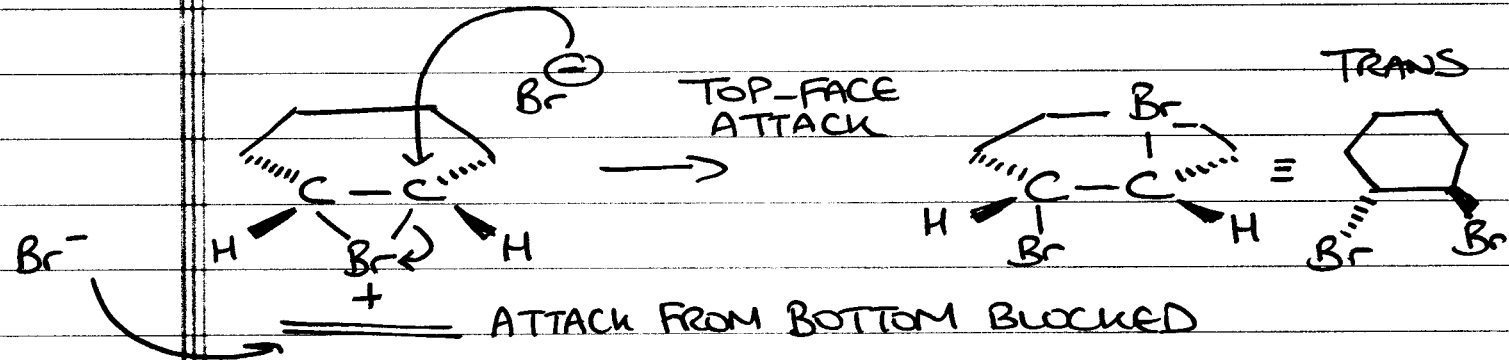 Br⊖
TOP-FACE
ATTACK
TRANS
Br
C - C
C - C
≡
H
H
H
H
Br⁻
Br
+
Br
Br
Br
ATTACK FROM BOTTOM BLOCKED